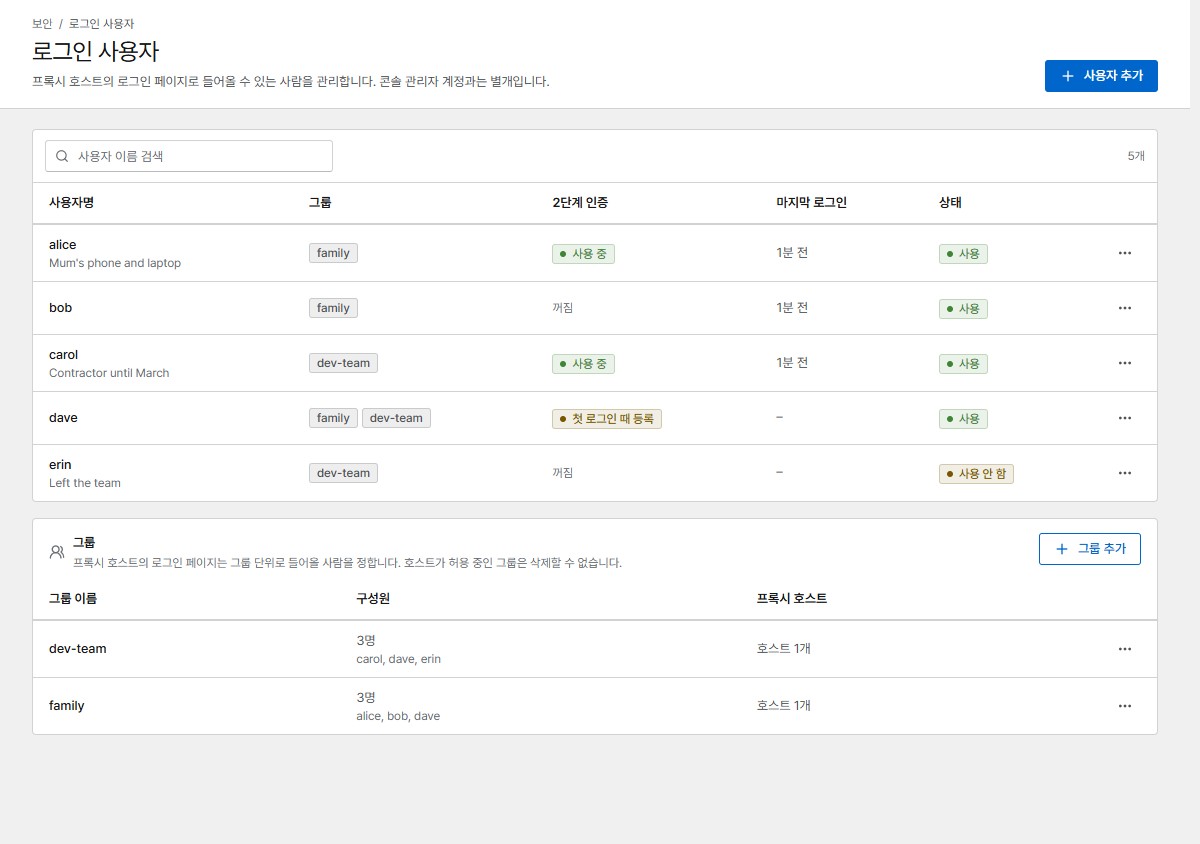 보안 / 로그인 사용자
로그인 사용자
프록시 호스트의 로그인 페이지로 들어올 수 있는 사람을 관리합니다. 콘솔 관리자 계정과는 별개입니다.
사용자 추가
사용자 이름 검색
5개
사용자명 그룹 2단계 인증 마지막 로그인 상태
alice
Mum's phone and laptop
family 사용 중 1분 전 사용
bob family 꺼짐 1분 전 사용
carol
Contractor until March
dev-team 사용 중 1분 전 사용
dave family dev-team 첫 로그인 때 등록 – 사용
erin
Left the team
dev-team 꺼짐 – 사용 안 함
그룹
프록시 호스트의 로그인 페이지는 그룹 단위로 들어올 사람을 정합니다. 호스트가 허용 중인 그룹은 삭제할 수 없습니다.
그룹 추가
그룹 이름 구성원 프록시 호스트
dev-team 3명 호스트 1개
carol, dave, erin
family 3명 호스트 1개
alice, bob, dave